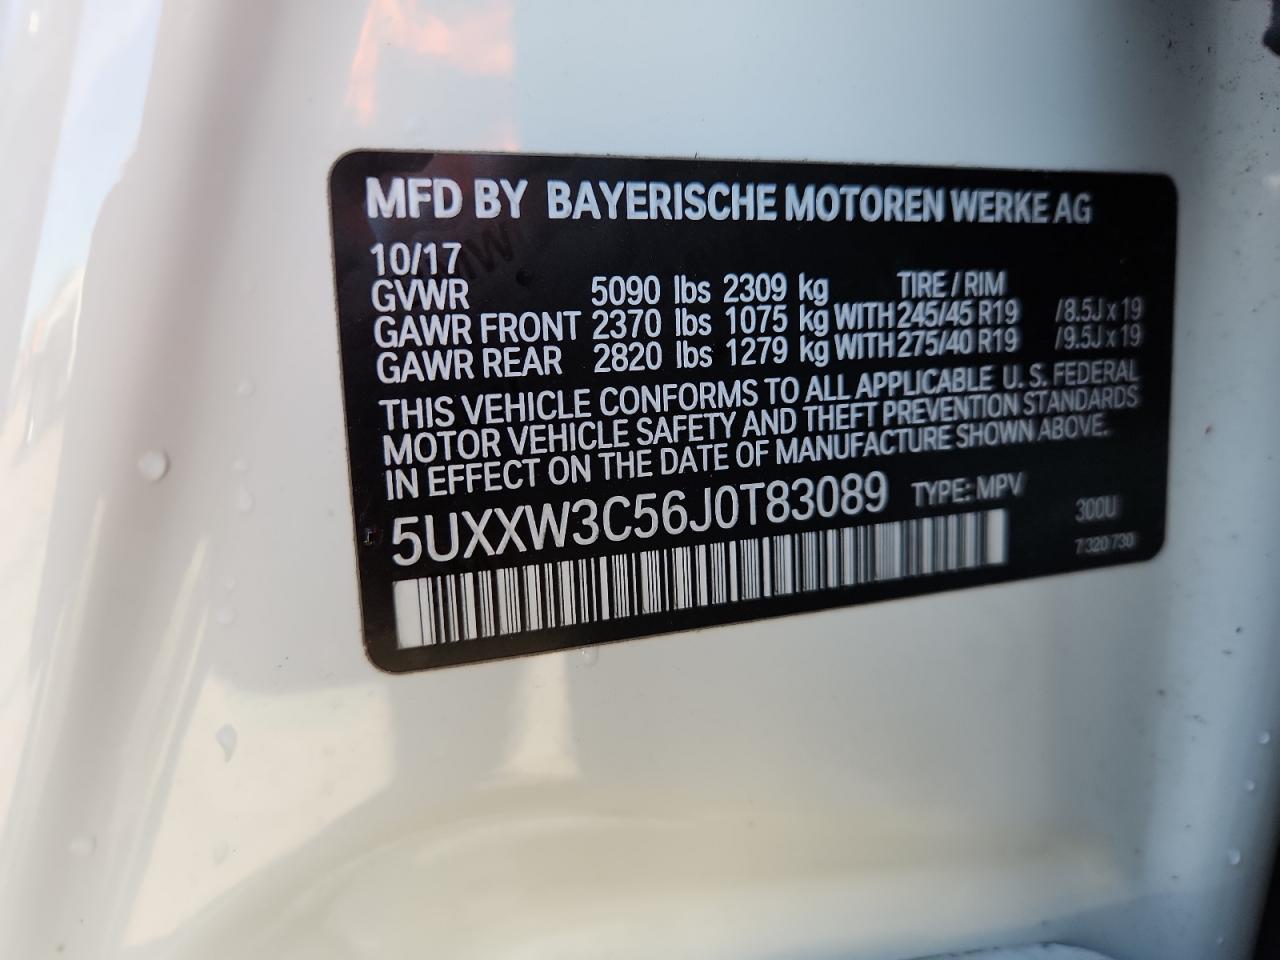 MFD BY BAYERISCHE MOTOREN WERKE AG
10/17
GVWR 5090 lbs 2309 kg TIRE / RIM
GAWR FRONT 2370 lbs 1075 kg WITH 245/45 R19 /8.5J x 19
GAWR REAR 2820 lbs 1279 kg WITH 275/40 R19 /9.5J x 19
THIS VEHICLE CONFORMS TO ALL APPLICABLE U. S. FEDERAL
MOTOR VEHICLE SAFETY AND THEFT PREVENTION STANDARDS
IN EFFECT ON THE DATE OF MANUFACTURE SHOWN ABOVE.
5UXXW3C56J0T83089 TYPE: MPV
300U
7 320 730